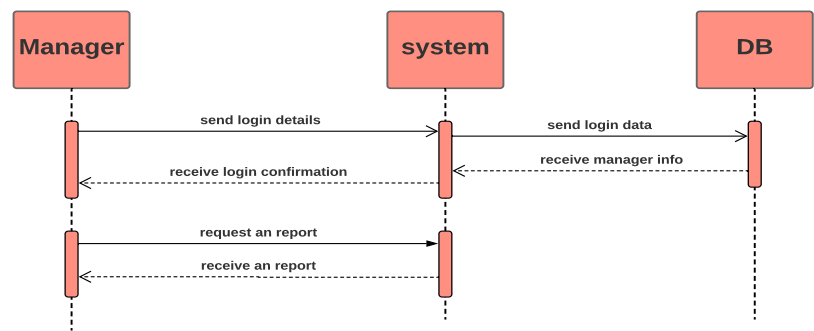 Manager
system
DB
send login details
send login data
receive manager info
receive login confirmation
request an report
receive an report